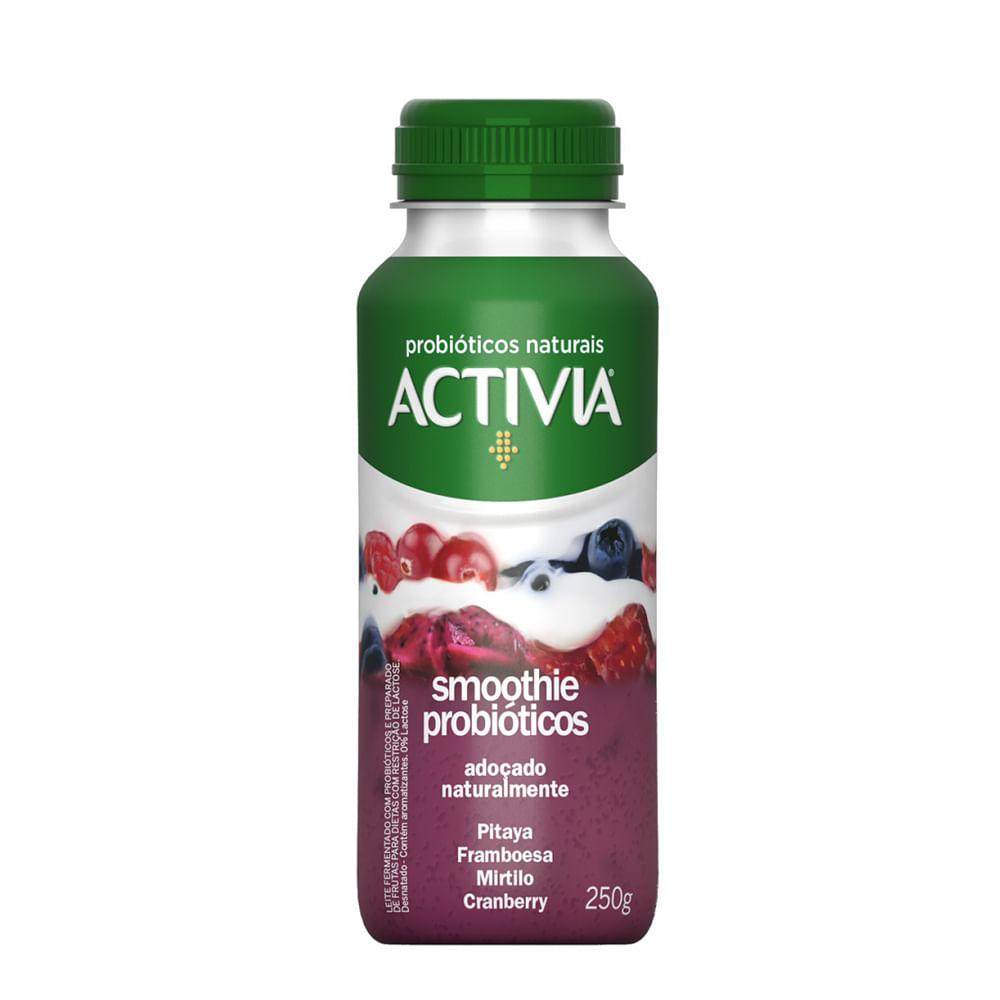 probióticos naturais
ACTIVIA®
smoothie
probióticos
adoçado
naturalmente
Pitaya
Framboesa
Mirtilo
Cranberry
250g
LEITE FERMENTADO COM PROBIÓTICOS E PREPARADO
DE FRUTAS PARA DIETAS COM RESTRIÇÃO DE LACTOSE.
Desnatado - Contém aromatizantes. 0% Lactose